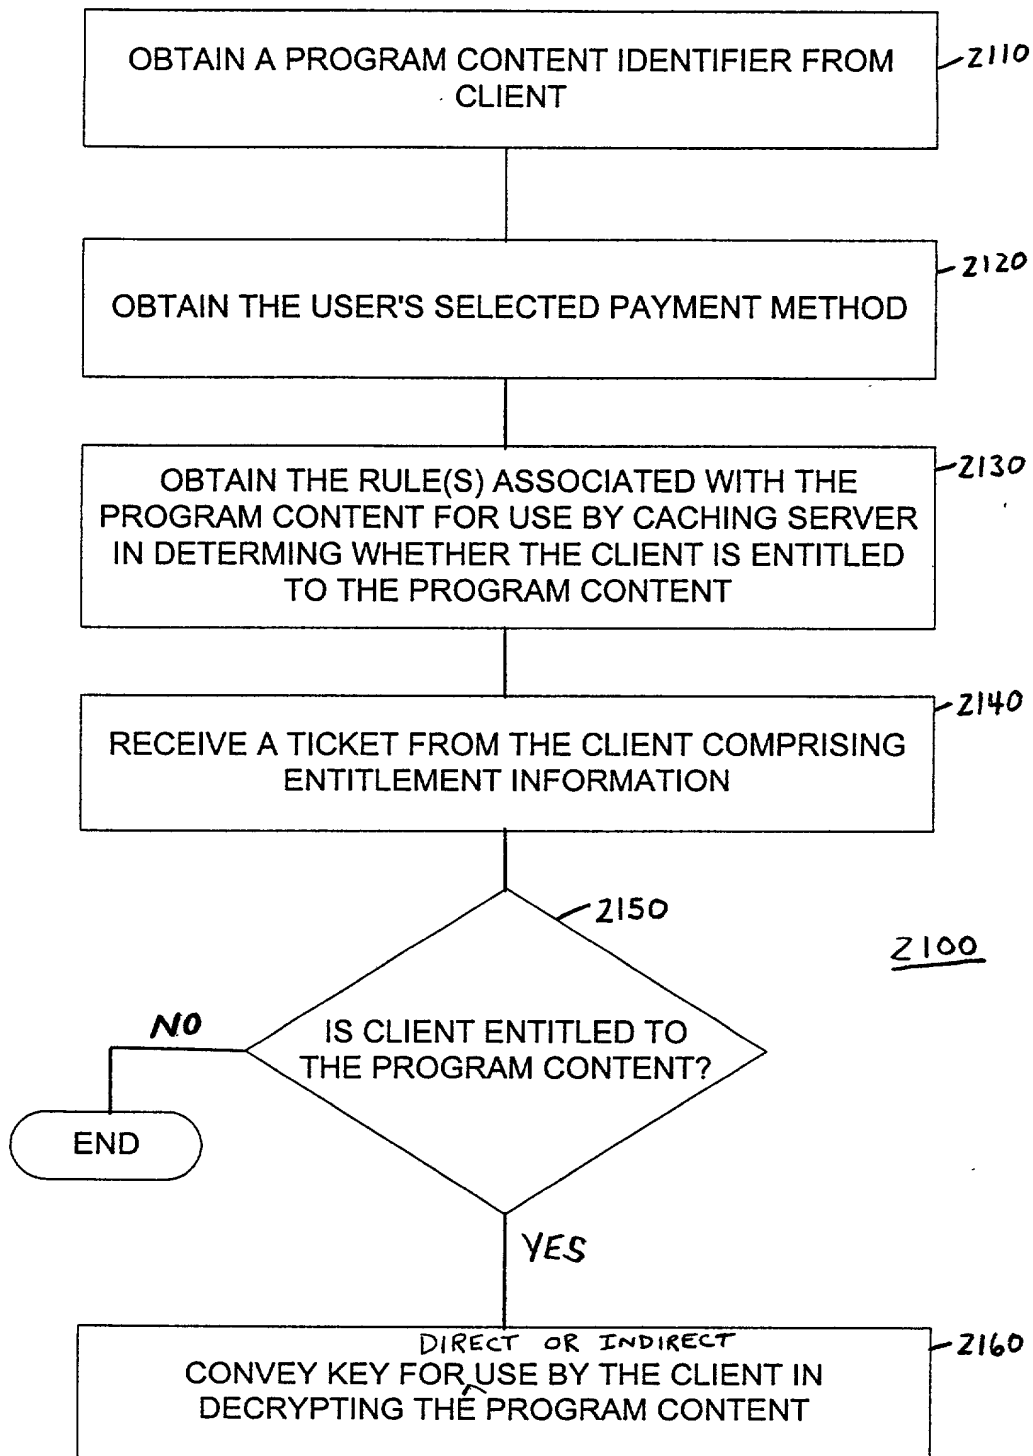 OBTAIN A PROGRAM CONTENT IDENTIFIER FROM
CLIENT
2110
OBTAIN THE USER'S SELECTED PAYMENT METHOD
2120
OBTAIN THE RULE(S) ASSOCIATED WITH THE
PROGRAM CONTENT FOR USE BY CACHING SERVER
IN DETERMING WHETHER THE CLIENT IS ENTITLED
TO THE PROGRAM CONTENT
2130
RECEIVE A TICKET FROM THE CLIENT COMPRISING
ENTITLEMENT INFORMATION
2140
2150
IS CLIENT ENTITLED TO
THE PROGRAM CONTENT?
2100
NO
END
YES
DIRECT OR INDIRECT
CONVEY KEY FOR USE BY THE CLIENT IN
DECRYPTING THE PROGRAM CONTENT
2160